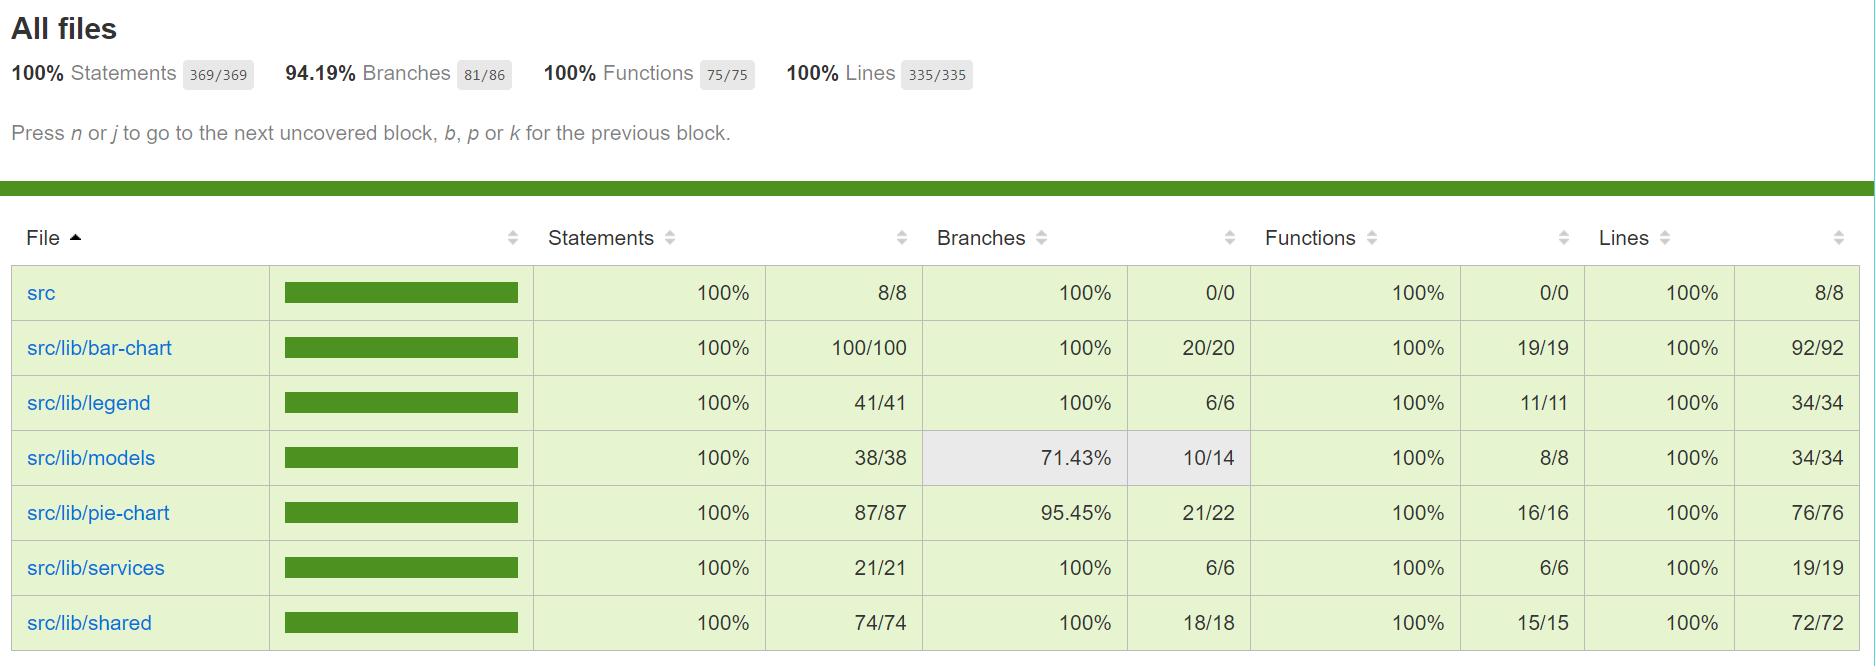 All files
100% Statements 369/369 94.19% Branches 81/86 100% Functions 75/75 100% Lines 335/335
Press n or j to go to the next uncovered block, b, p or k for the previous block.
File Statements Branches Functions Lines
src 100% 8/8 100% 0/0 100% 0/0 100% 8/8
src/lib/bar-chart 100% 100/100 100% 20/20 100% 19/19 100% 92/92
src/lib/legend 100% 41/41 100% 6/6 100% 11/11 100% 34/34
src/lib/models 100% 38/38 71.43% 10/14 100% 8/8 100% 34/34
src/lib/pie-chart 100% 87/87 95.45% 21/22 100% 16/16 100% 76/76
src/lib/services 100% 21/21 100% 6/6 100% 6/6 100% 19/19
src/lib/shared 100% 74/74 100% 18/18 100% 15/15 100% 72/72